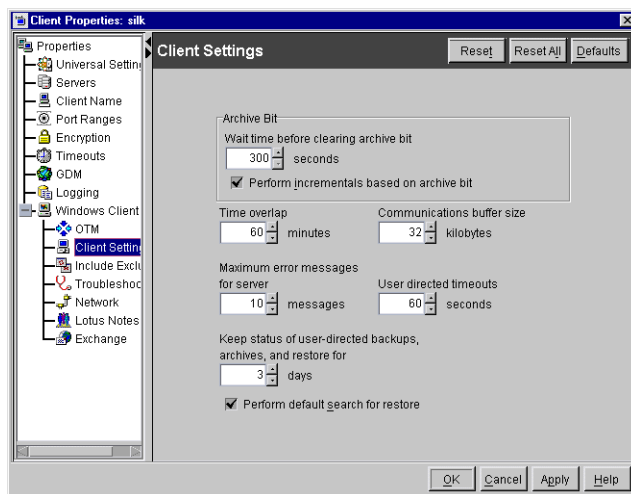 Client Properties: silk
Properties
Universal Settin
Servers
Client Name
Port Ranges
Encryption
Timeouts
GDM
Logging
Windows Client
OTM
Client Settin
Include Exclu
Troubleshoo
Network
Lotus Notes
Exchange
Client Settings
Reset
Reset All
Defaults
Archive Bit
Wait time before clearing archive bit
300 seconds
Perform incrementals based on archive bit
Time overlap
60 minutes
Communications buffer size
32 kilobytes
Maximum error messages
for server
10 messages
User directed timeouts
60 seconds
Keep status of user-directed backups,
archives, and restore for
3 days
Perform default search for restore
OK
Cancel
Apply
Help